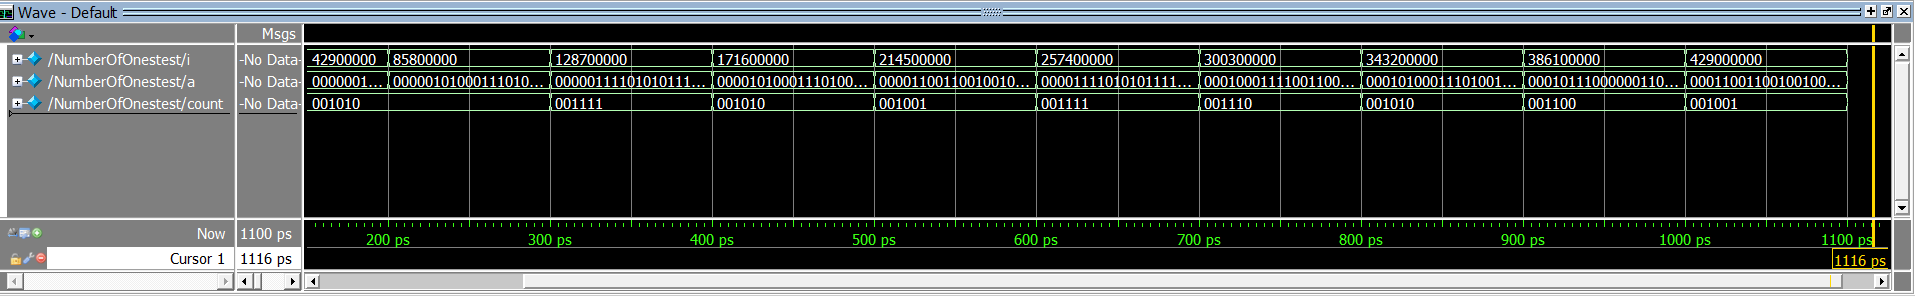 Wave - Default
Msgs
/NumberOfOnestest/i -No Data- 42900000 85800000 128700000 171600000 214500000 257400000 300300000 343200000 386100000 429000000
/NumberOfOnestest/a -No Data- 0000001... 00000101000111010... 00000111101010111... 00001010001110100... 00001100110010010... 00001111010101111... 00010001111001100... 00010100011101001... 00010111000000110... 00011001100100100...
/NumberOfOnestest/count -No Data- 001010 001111 001010 001001 001111 001110 001010 001100 001001
Now 1100 ps 200 ps 300 ps 400 ps 500 ps 600 ps 700 ps 800 ps 900 ps 1000 ps 1100 ps
Cursor 1 1116 ps 1116 ps